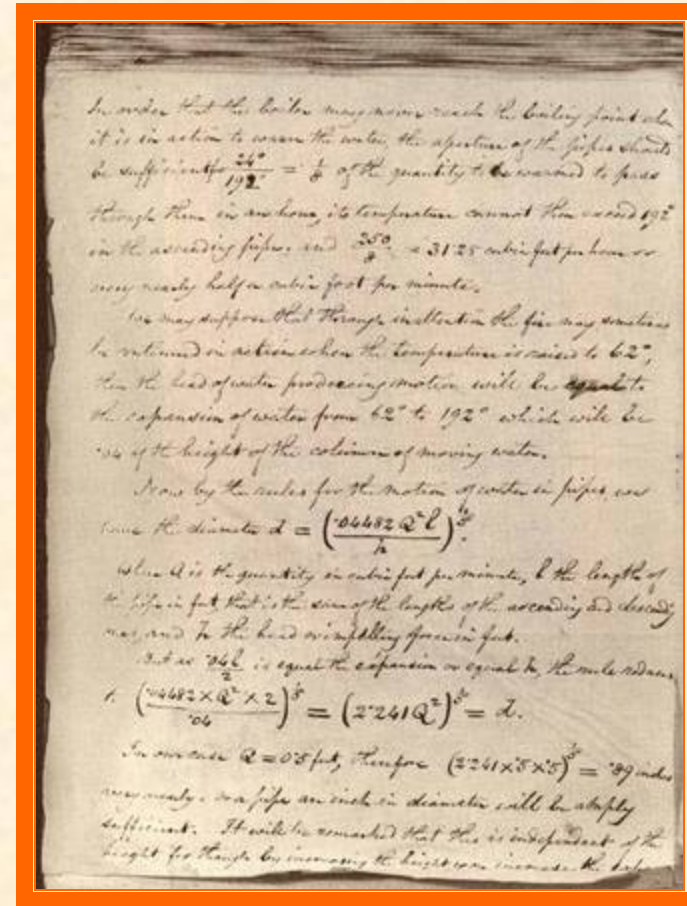 In order that the boiler may never reach the boiling point when
it is in action to warm the water, the aperture of the pipes should
be sufficient for 24°/192° = 1/8 of the quantity to be warmed to pass
through them in an hour, its temperature cannot then exceed 192°
in the ascending pipe. and 250/8 = 31·25 cubic feet per hour or
very nearly half a cubic foot per minute.
We may suppose that through inattention the fire may sometimes
be retained in action when the temperature is raised to 62°,
then the head of water producing motion will be equal to
the expansion of water from 62° to 192° which will be
·04 of the height of the column of moving water.
Now by the rules for the motion of water in pipes, we
have the diameter d = (·04482 Q² l / h)^1/5.
when Q is the quantity in cubic feet per minute, l the length of
the pipe in feet, that is the sum of the lengths of the ascending and descending
and h the head or impelling force in feet.
But as ·04 l/2 is equal the expansion or equal h, the rule reduces
(·04482 × Q² × 2 / ·04)^1/5 = (2·241 Q²)^1/5 = d.
In our case Q = 0·5 feet, therefore (2·241 × ·5 × ·5)^1/5 = ·89 inches
very nearly. or a pipe an inch in diameter will be amply
sufficient. It will be remarked that this is independent of the
height for though by increasing the height we increase the